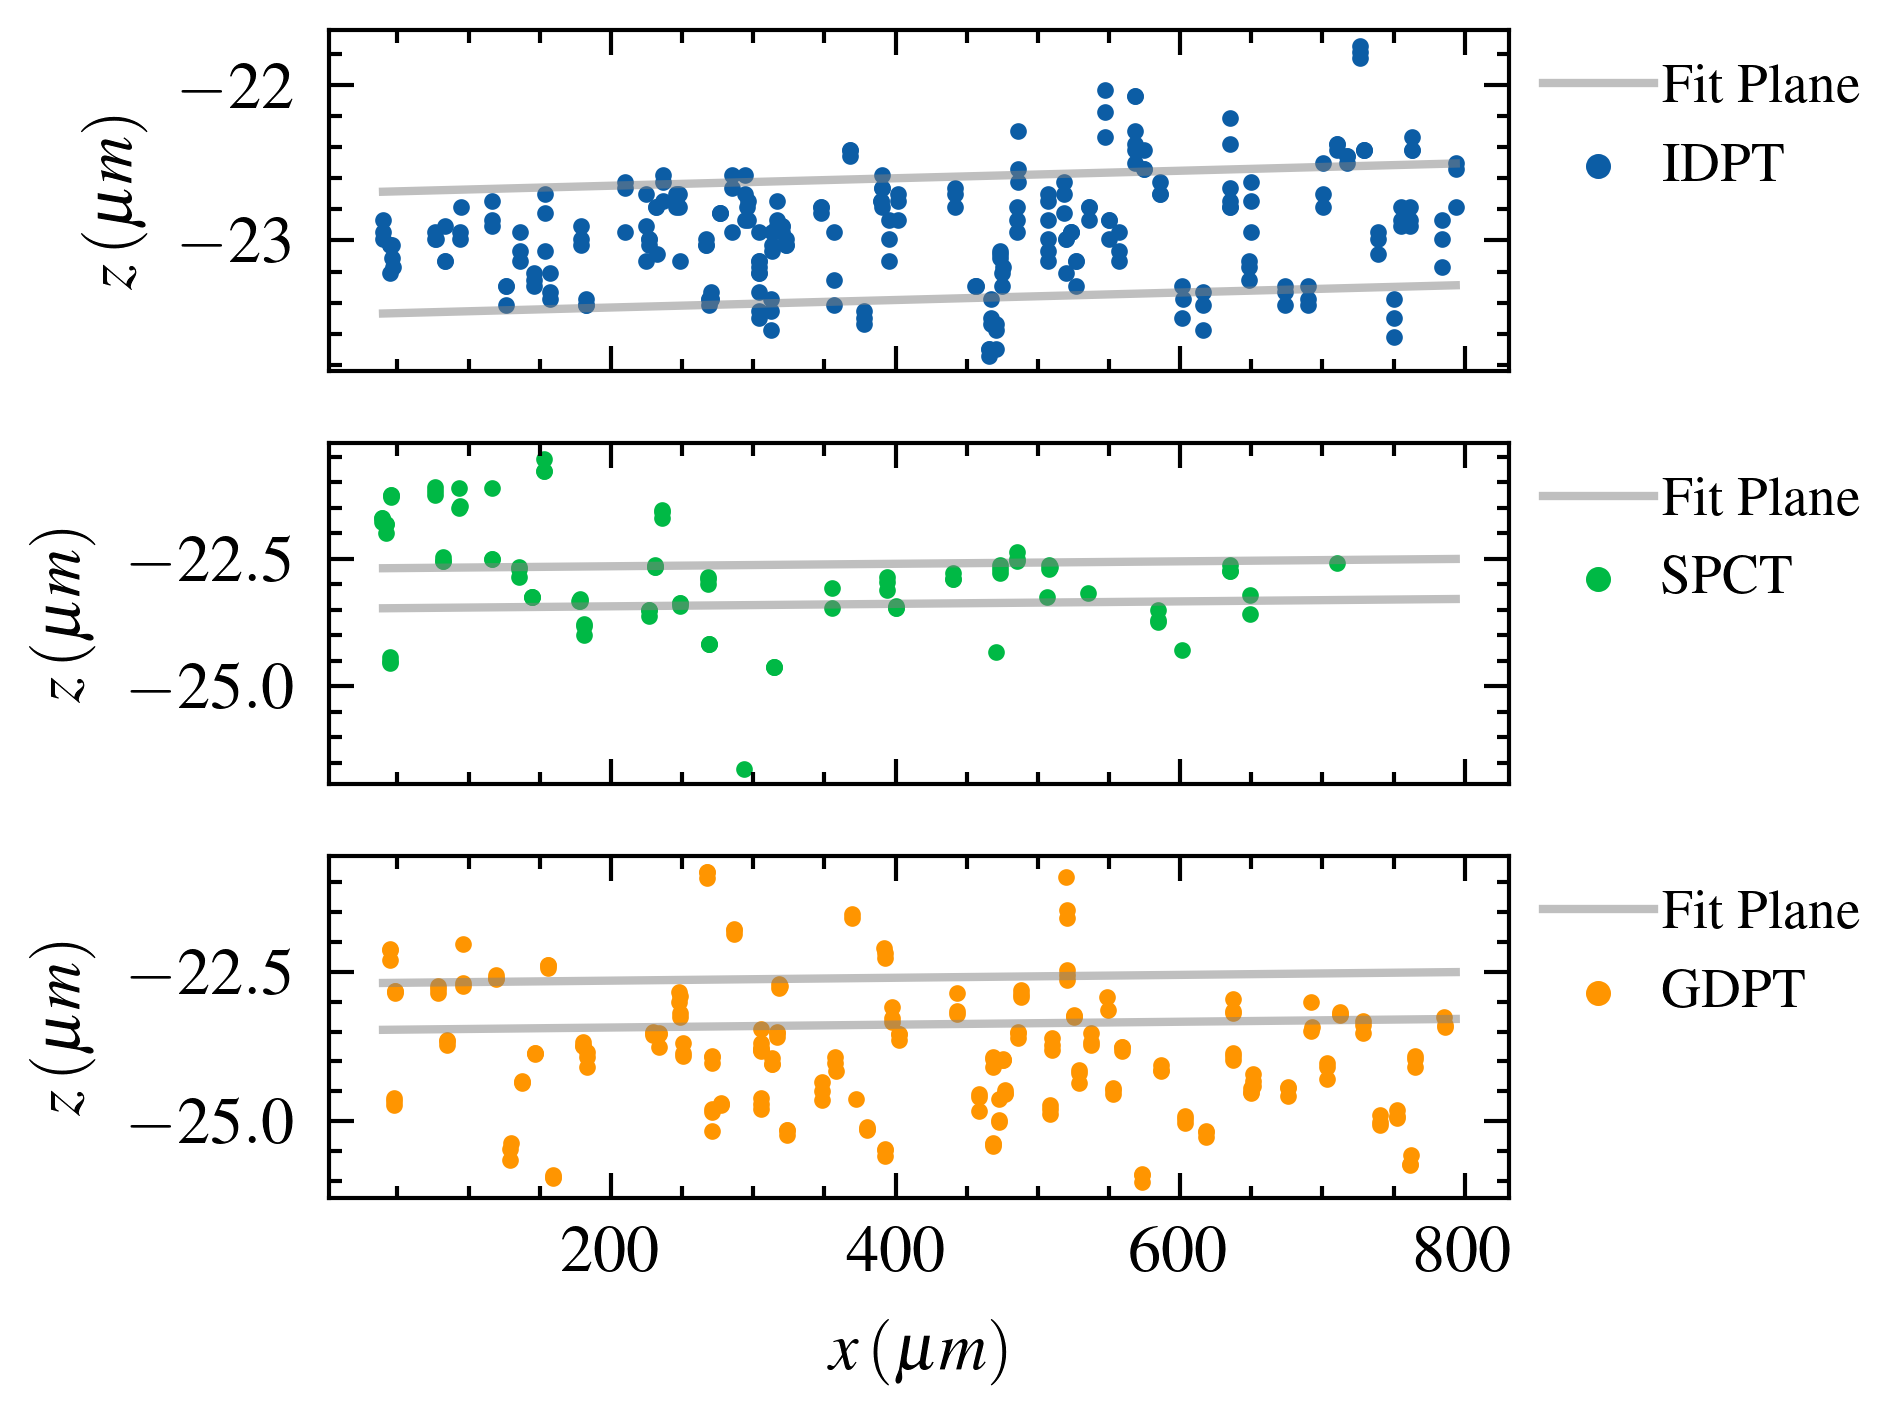 z (μm)
−22
−23
Fit Plane
IDPT
z (μm)
−22.5
−25.0
Fit Plane
SPCT
z (μm)
−22.5
−25.0
Fit Plane
GDPT
200 400 600 800
x (μm)